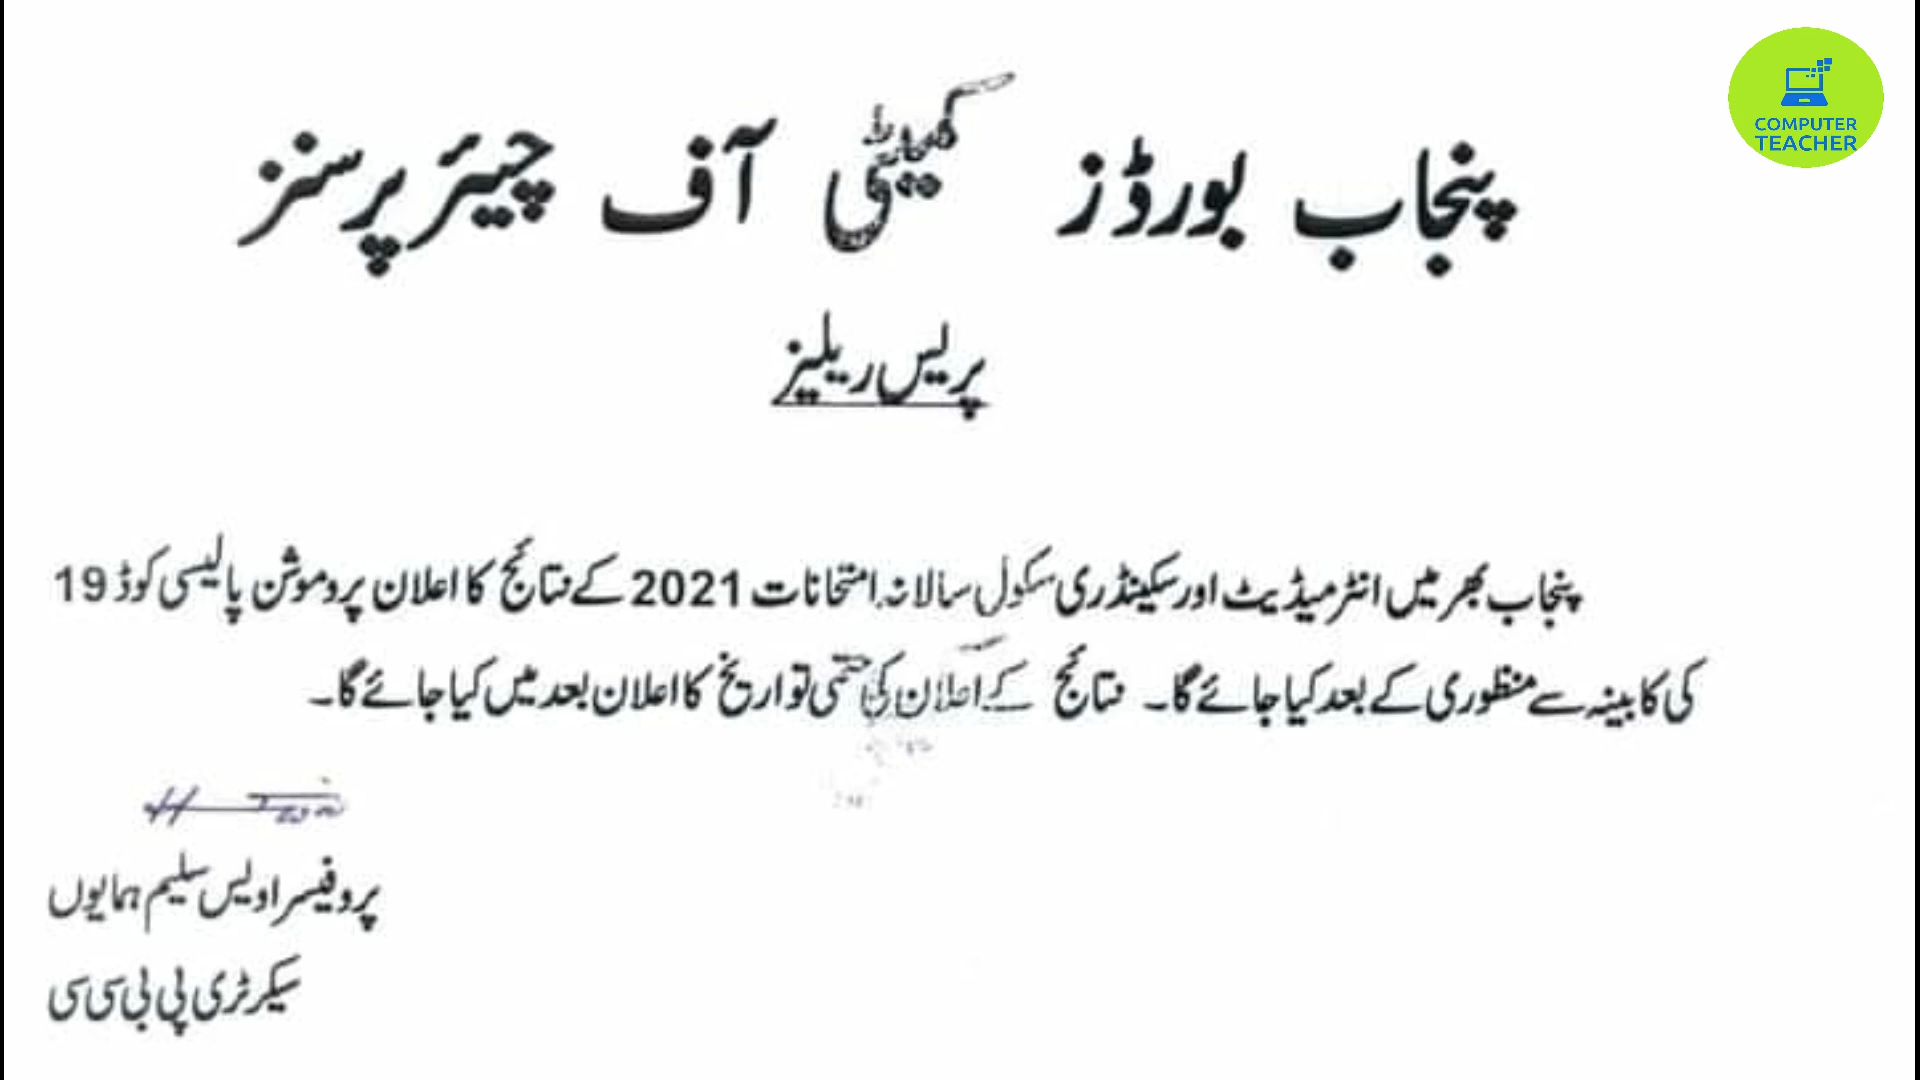 COMPUTER
TEACHER
پنجاب بورڈز کمیٹی آف چیئرپرسنز
پریس ریلیز
پنجاب بھر میں انٹرمیڈیٹ اور سکینڈری سکول سالانہ امتحانات 2021 کے نتائج کا اعلان پروموشن پالیسی کوڈ 19
کی کابینہ سے منظوری کے بعد کیا جائے گا۔ نتائج کے اعلان کی حتمی تواریخ کا اعلان بعد میں کیا جائے گا۔
پروفیسر اویس سلیم ہمایوں
سیکرٹری پی بی سی سی